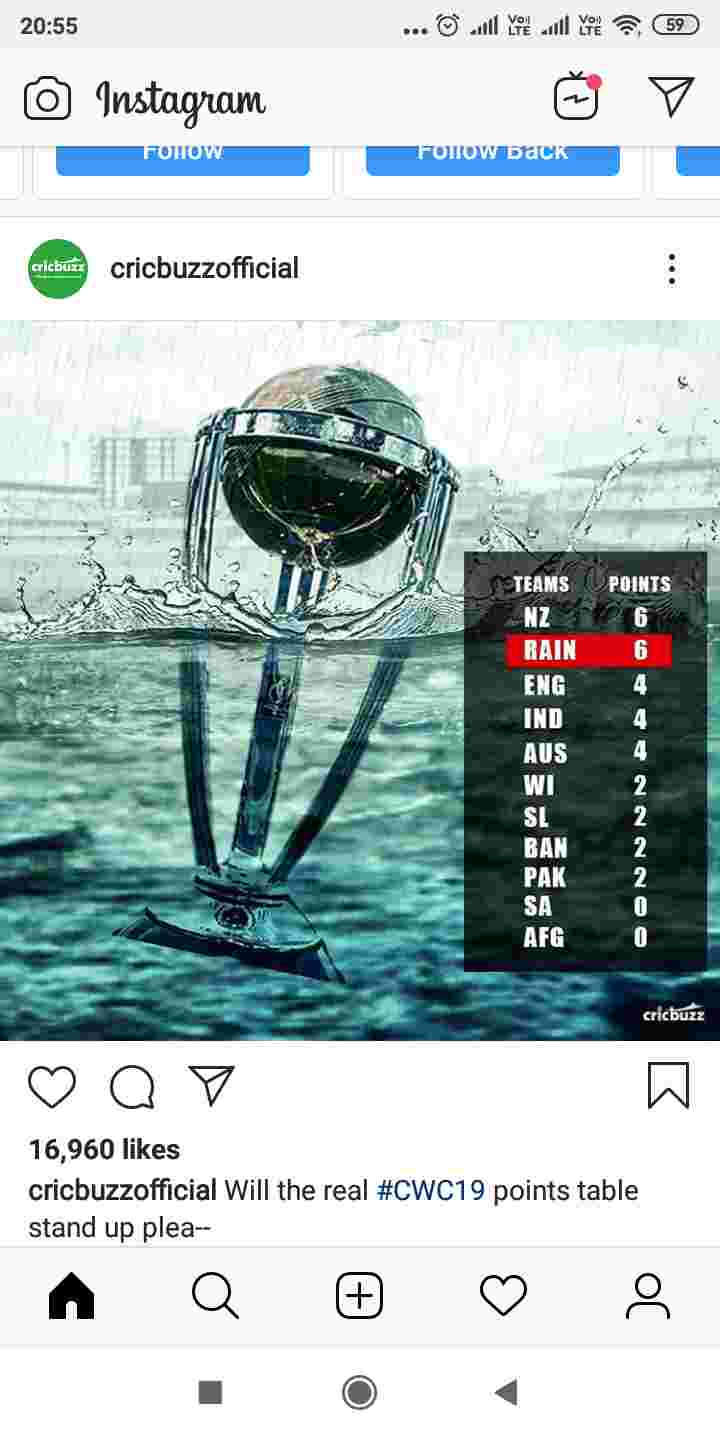 20:55 ... Vo)) LTE Vo)) LTE 59
Instagram
Follow Follow Back
cricbuzz cricbuzzofficial
TEAMS POINTS
NZ 6
RAIN 6
ENG 4
IND 4
AUS 4
WI 2
SL 2
BAN 2
PAK 2
SA 0
AFG 0
cricbuzz
16,960 likes
cricbuzzofficial Will the real #CWC19 points table
stand up plea--